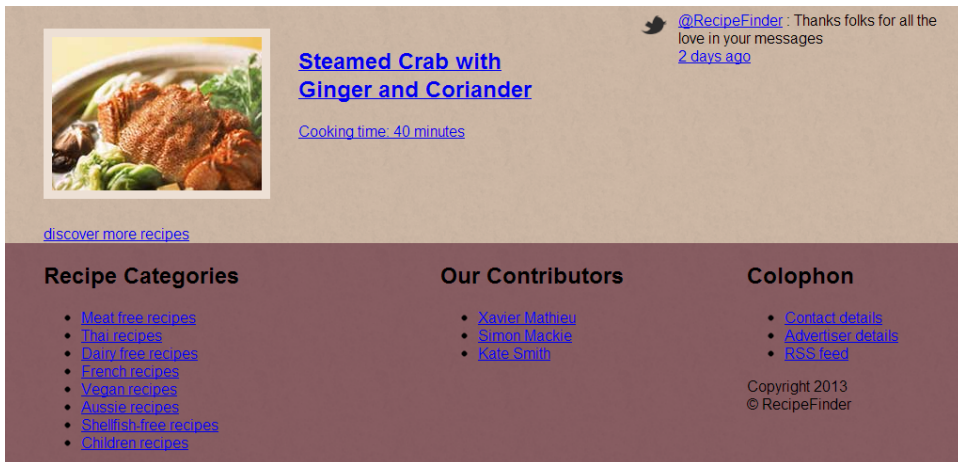 Steamed Crab with
Ginger and Coriander
Cooking time: 40 minutes
discover more recipes
@RecipeFinder : Thanks folks for all the
love in your messages
2 days ago
Recipe Categories
Meat free recipes
Thai recipes
Dairy free recipes
French recipes
Vegan recipes
Aussie recipes
Shellfish-free recipes
Children recipes
Our Contributors
Xavier Mathieu
Simon Mackie
Kate Smith
Colophon
Contact details
Advertiser details
RSS feed
Copyright 2013
© RecipeFinder